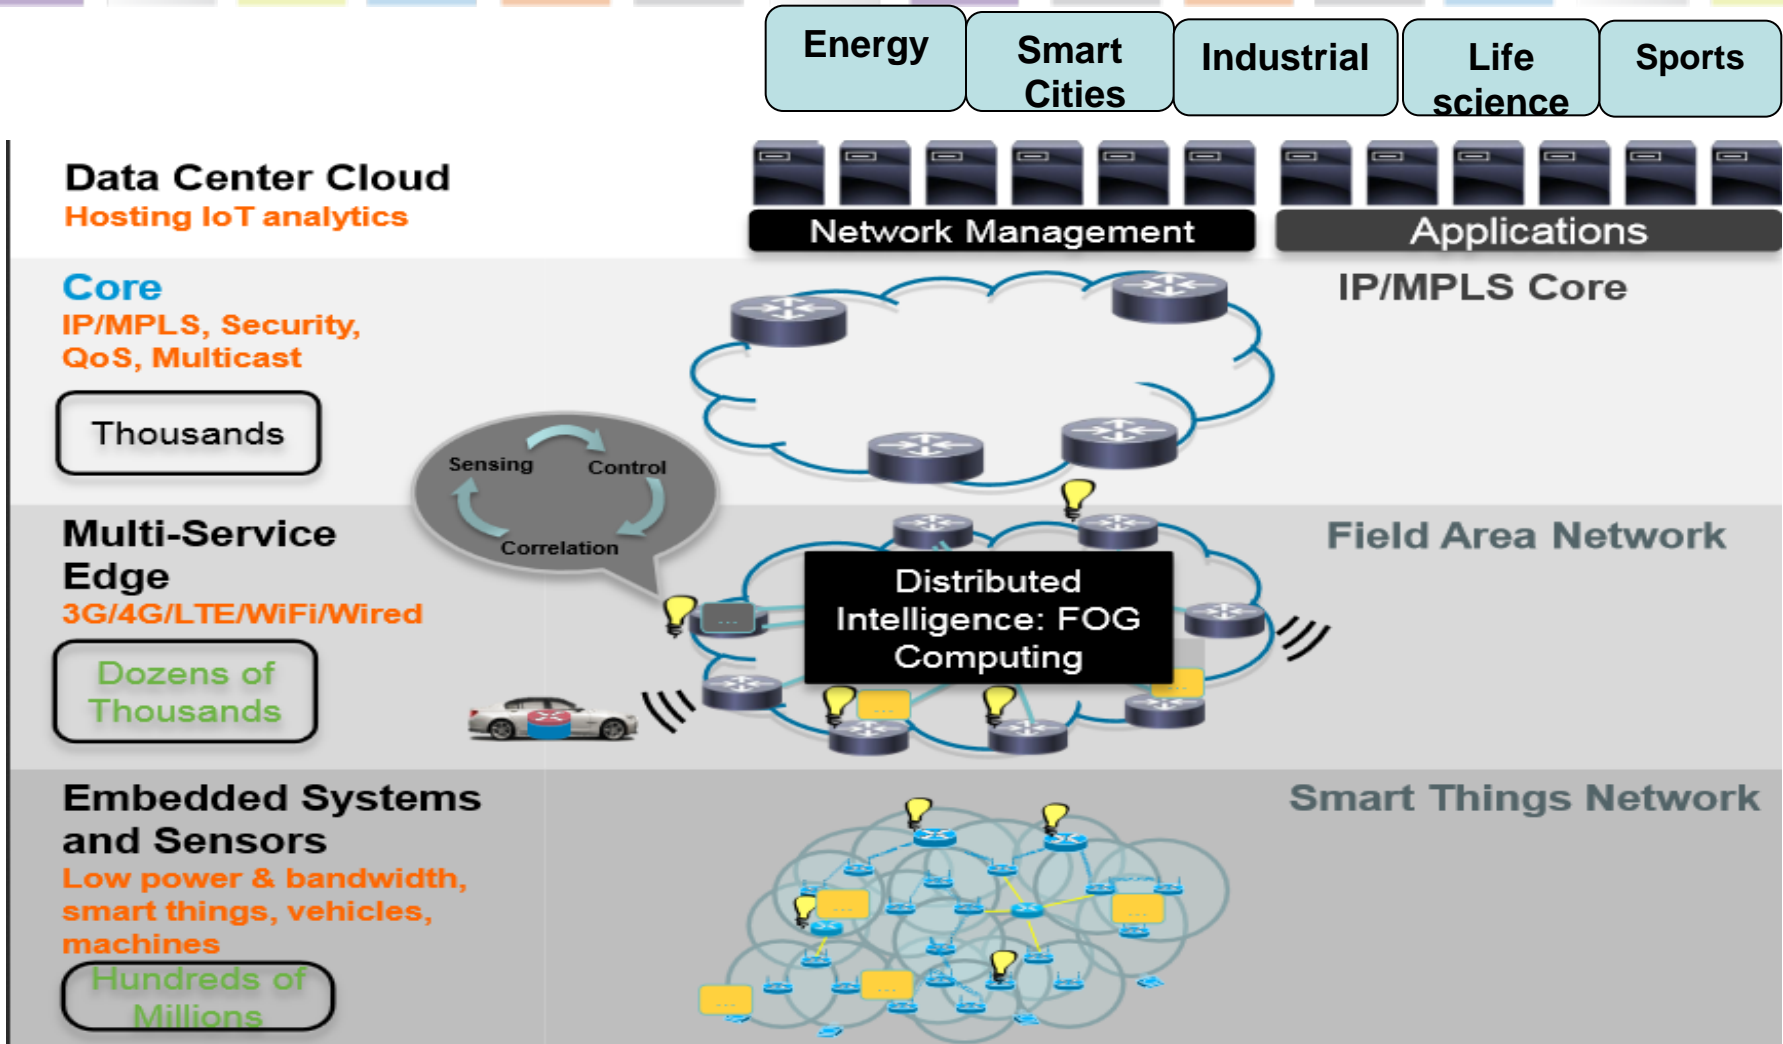 Energy
Smart
Cities
Industrial
Life
science
Sports
Data Center Cloud
Hosting IoT analytics
Network Management
Applications
Core
IP/MPLS, Security,
QoS, Multicast
IP/MPLS Core
Thousands
Sensing
Control
Correlation
Multi-Service
Edge
3G/4G/LTE/WiFi/Wired
Field Area Network
Distributed
Intelligence: FOG
Computing
...
...
...
Dozens of
Thousands
Embedded Systems
and Sensors
Low power & bandwidth,
smart things, vehicles,
machines
Smart Things Network
Hundreds of
Millions
...
...
...
...